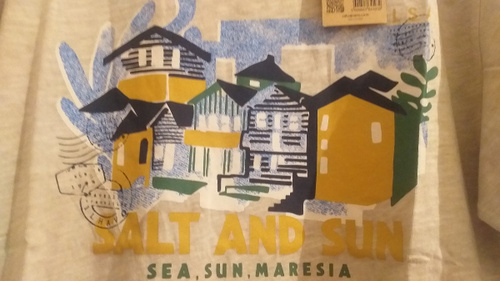 SALT AND SUN
SEA, SUN, MARESIA